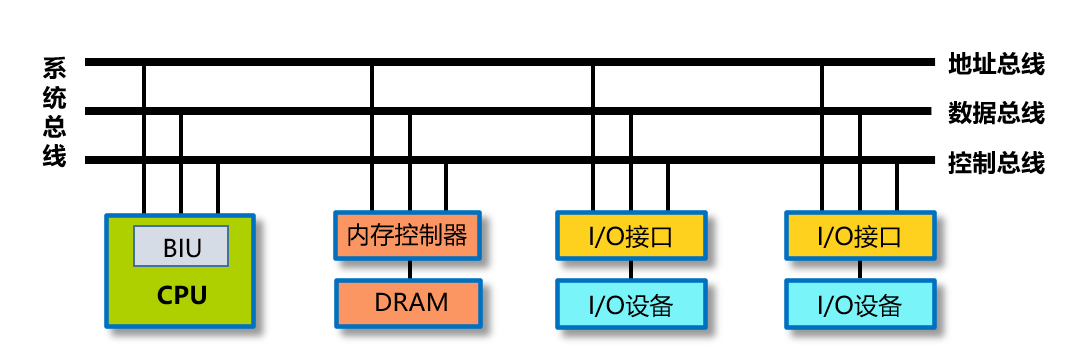 系统总线
地址总线
数据总线
控制总线
BIU
CPU
内存控制器
DRAM
I/O接口
I/O设备
I/O接口
I/O设备